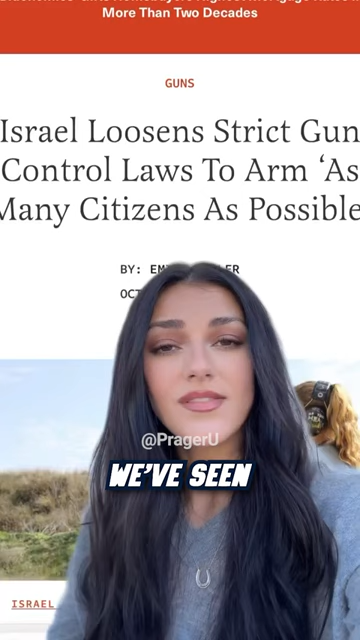 More Than Two Decades
GUNS
Israel Loosens Strict Gun
Control Laws To Arm ‘As
Many Citizens As Possible
BY:
@PragerU
WE'VE SEEN
ISRAEL